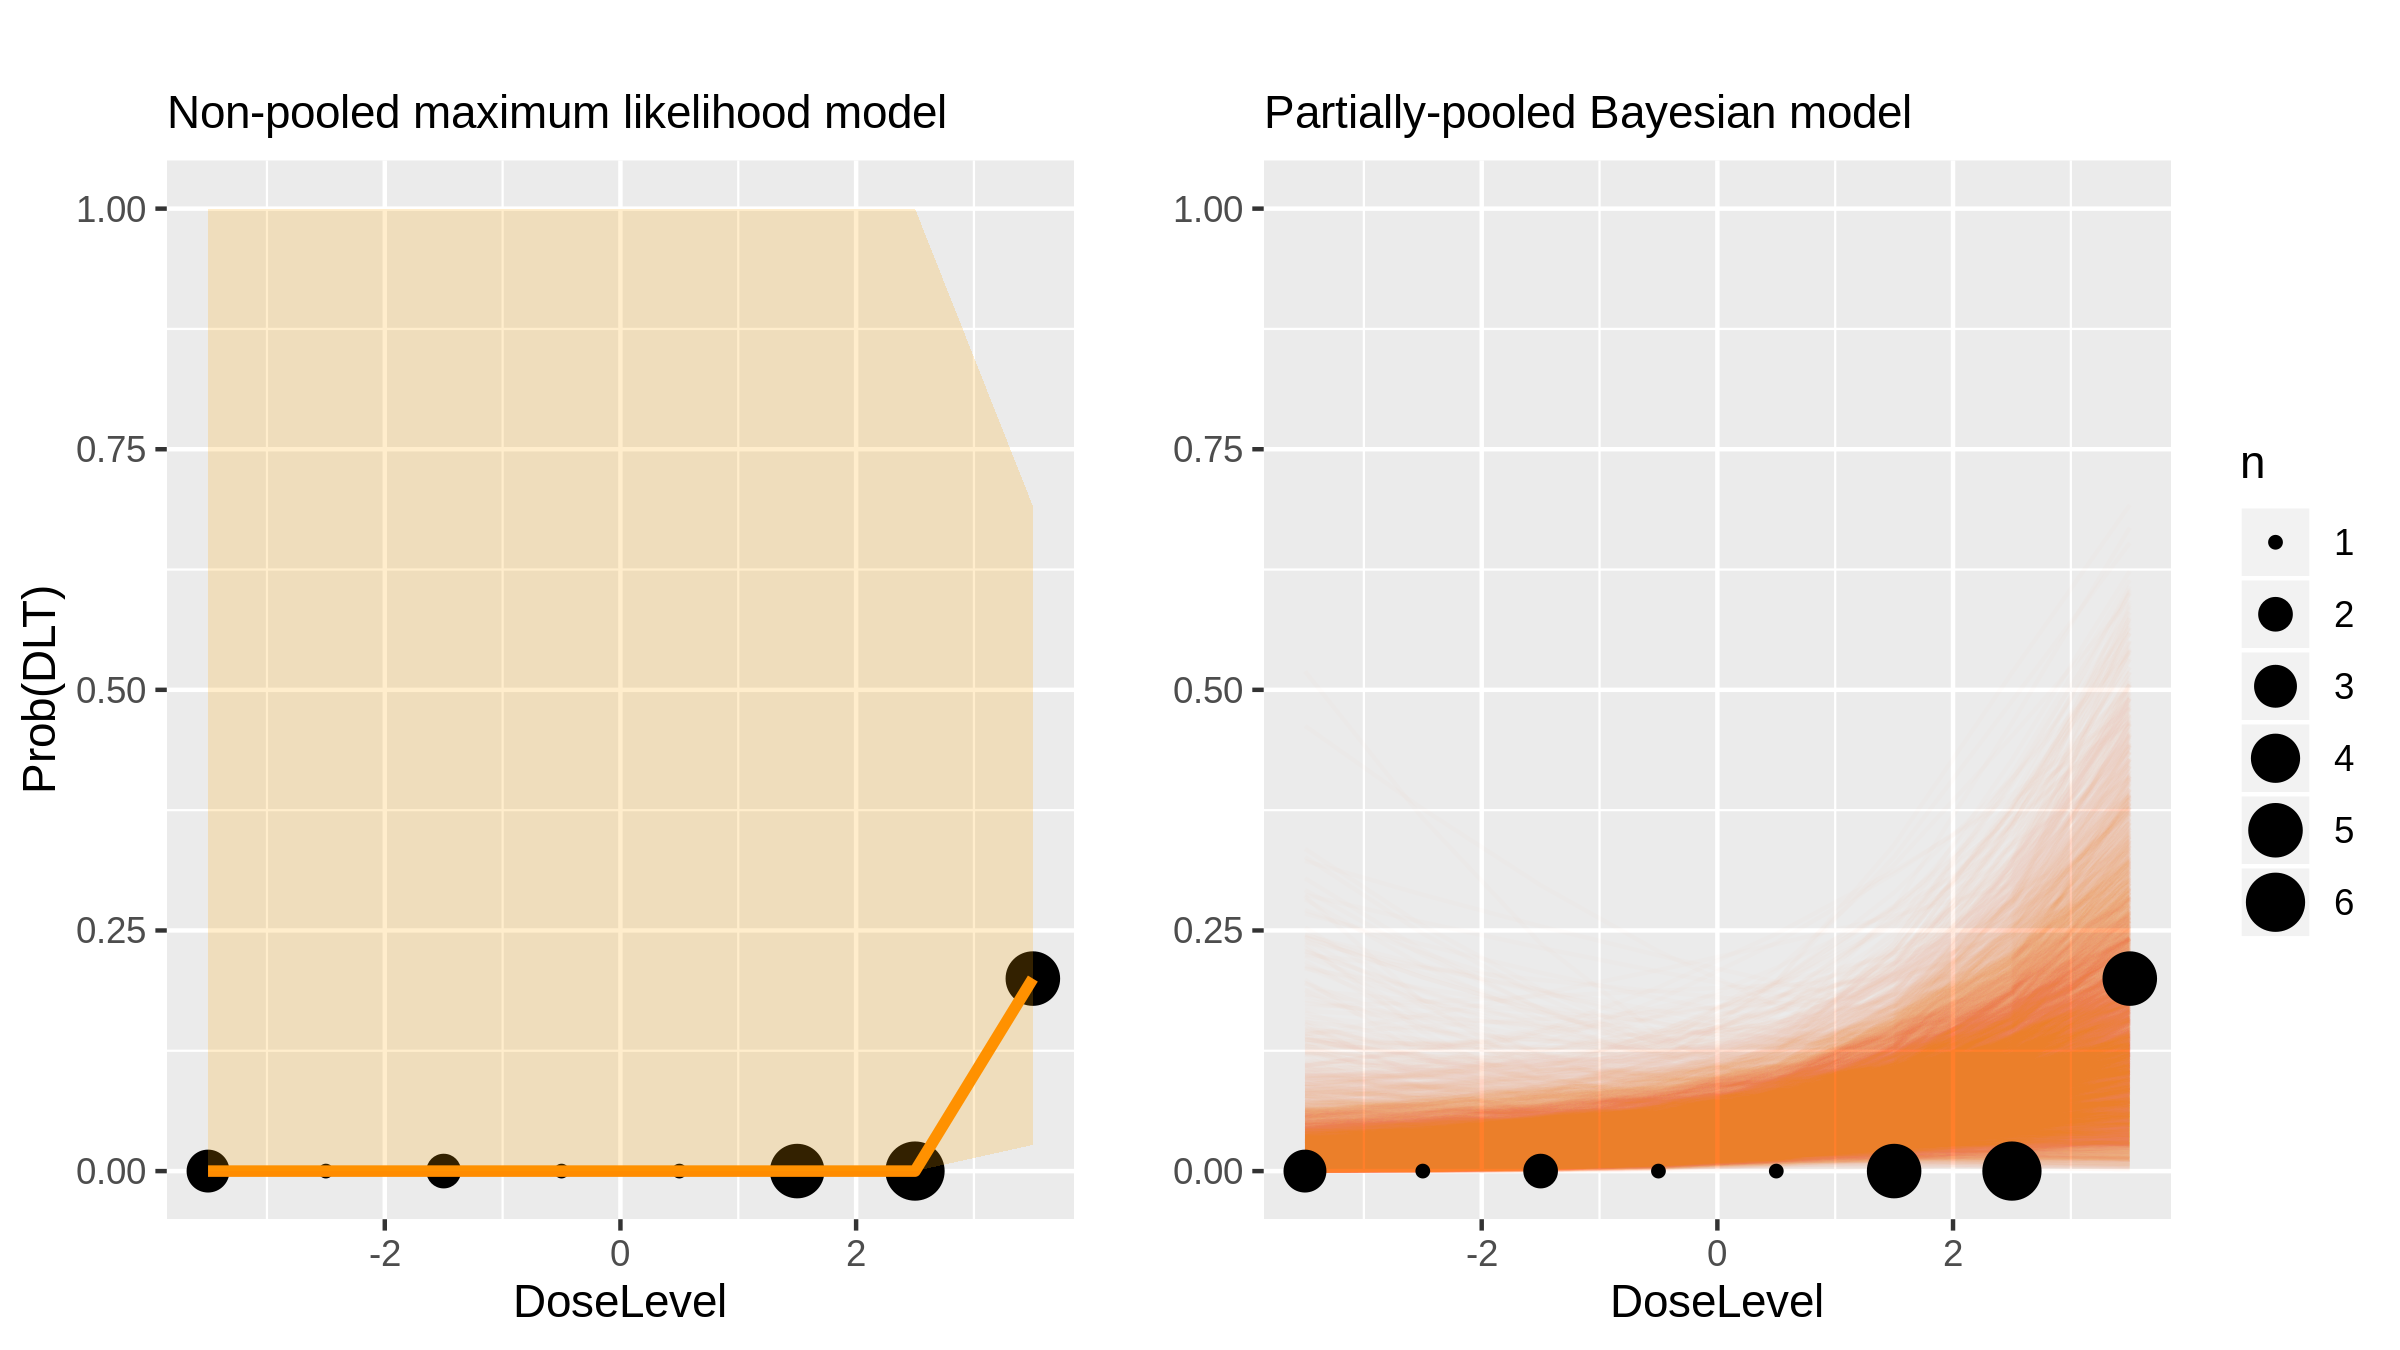 Non-pooled maximum likelihood model
Prob(DLT)
1.00
0.75
0.50
0.25
0.00
-2 0 2
DoseLevel
Partially-pooled Bayesian model
1.00
0.75
0.50
0.25
0.00
-2 0 2
DoseLevel
n
1
2
3
4
5
6